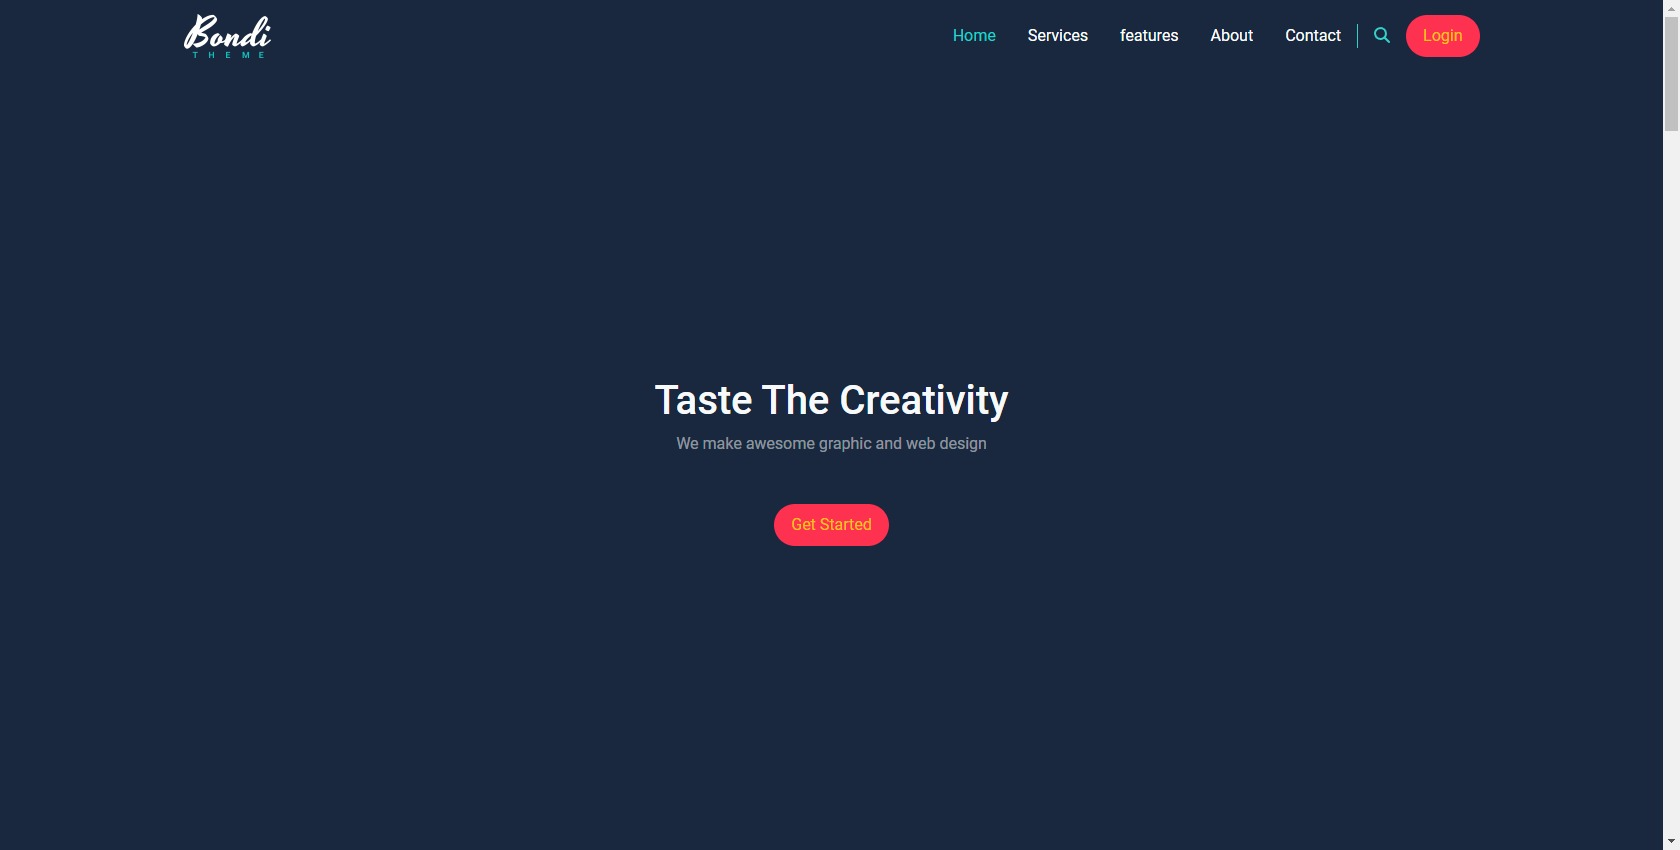 Bondi
THEME
Home Services features About Contact Login
Taste The Creativity
We make awesome graphic and web design
Get Started